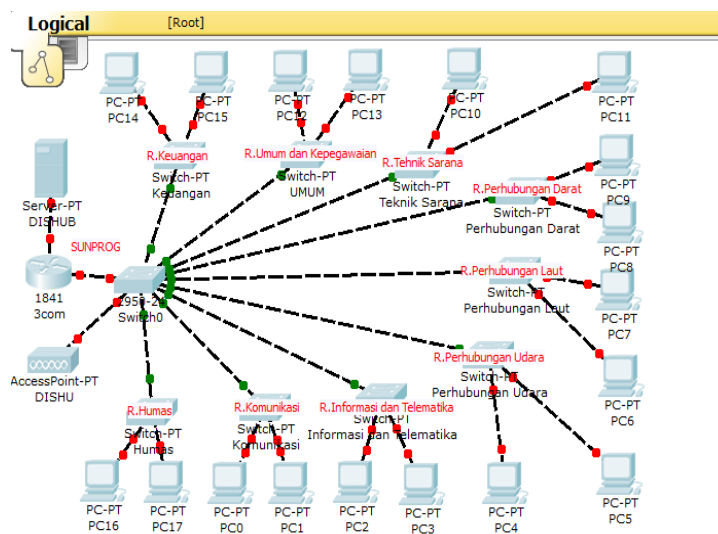 Logical
[Root]
PC-PT
PC14
PC-PT
PC15
PC-PT
PC12
PC-PT
PC13
PC-PT
PC10
PC-PT
PC11
R.Keuangan
Switch-PT
Keuangan
R.Umum dan Kepegawaian
Switch-PT
UMUM
R.Tehnik Sarana
Switch-PT
Teknik Sarana
R.Perhubungan Darat
Switch-PT
Perhubungan Darat
PC-PT
PC9
PC-PT
PC8
Server-PT
DISHUB
SUNPROG
1841
3com
Switch0
R.Perhubungan Laut
Switch-PT
Perhubungan Laut
PC-PT
PC7
AccessPoint-PT
DISHU
R.Perhubungan Udara
Switch-PT
Perhubungan Udara
PC-PT
PC6
R.Humas
Switch-PT
Humas
R.Komunikasi
Switch-PT
Komunikasi
R.Informasi dan Telematika
Switch-PT
Informasi dan Telematika
PC-PT
PC16
PC-PT
PC17
PC-PT
PC0
PC-PT
PC1
PC-PT
PC2
PC-PT
PC3
PC-PT
PC4
PC-PT
PC5